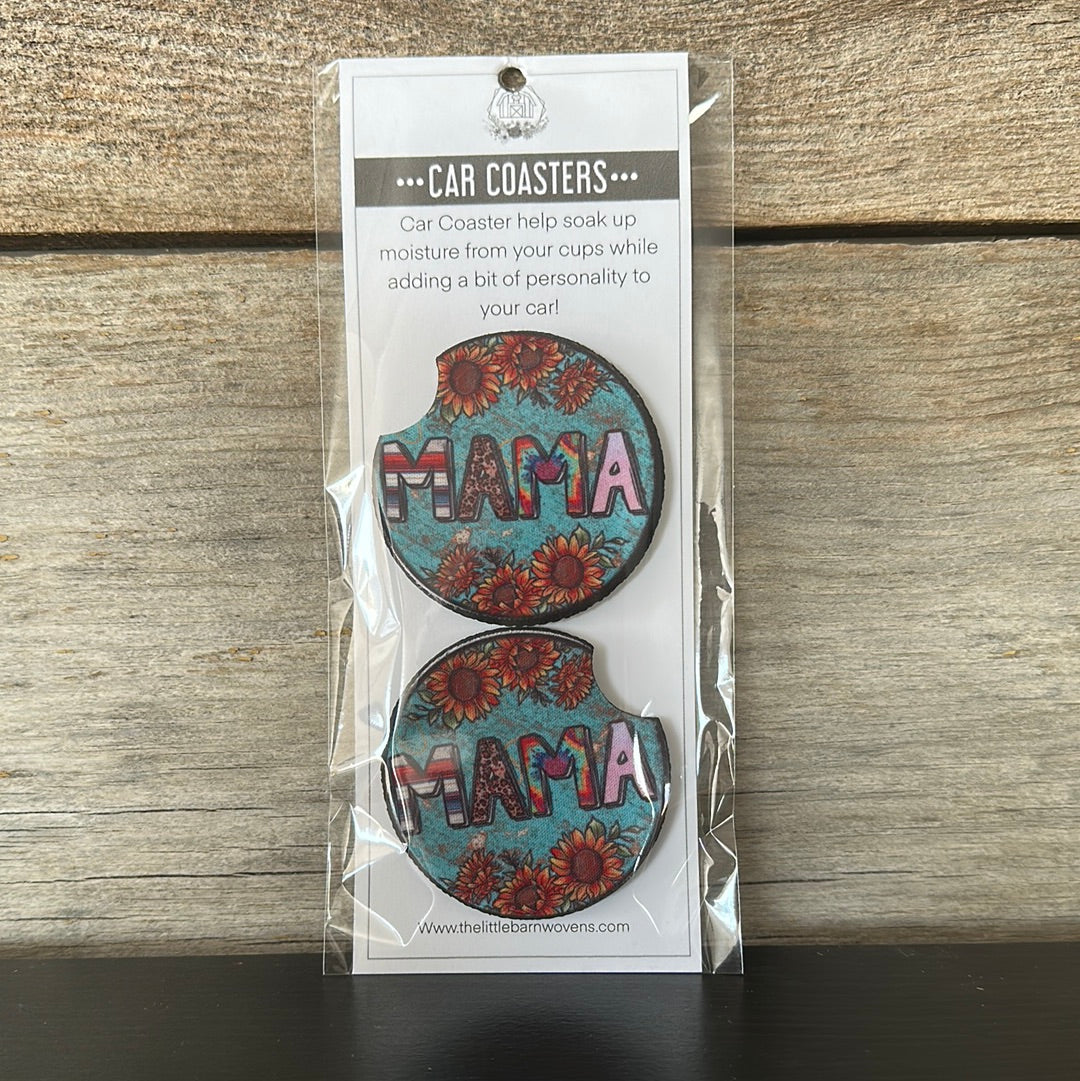 •••CAR COASTERS•••
Car Coaster help soak up
moisture from your cups while
adding a bit of personality to
your car!
MAMA
MAMA
Www.thelittlebarnwovens.com